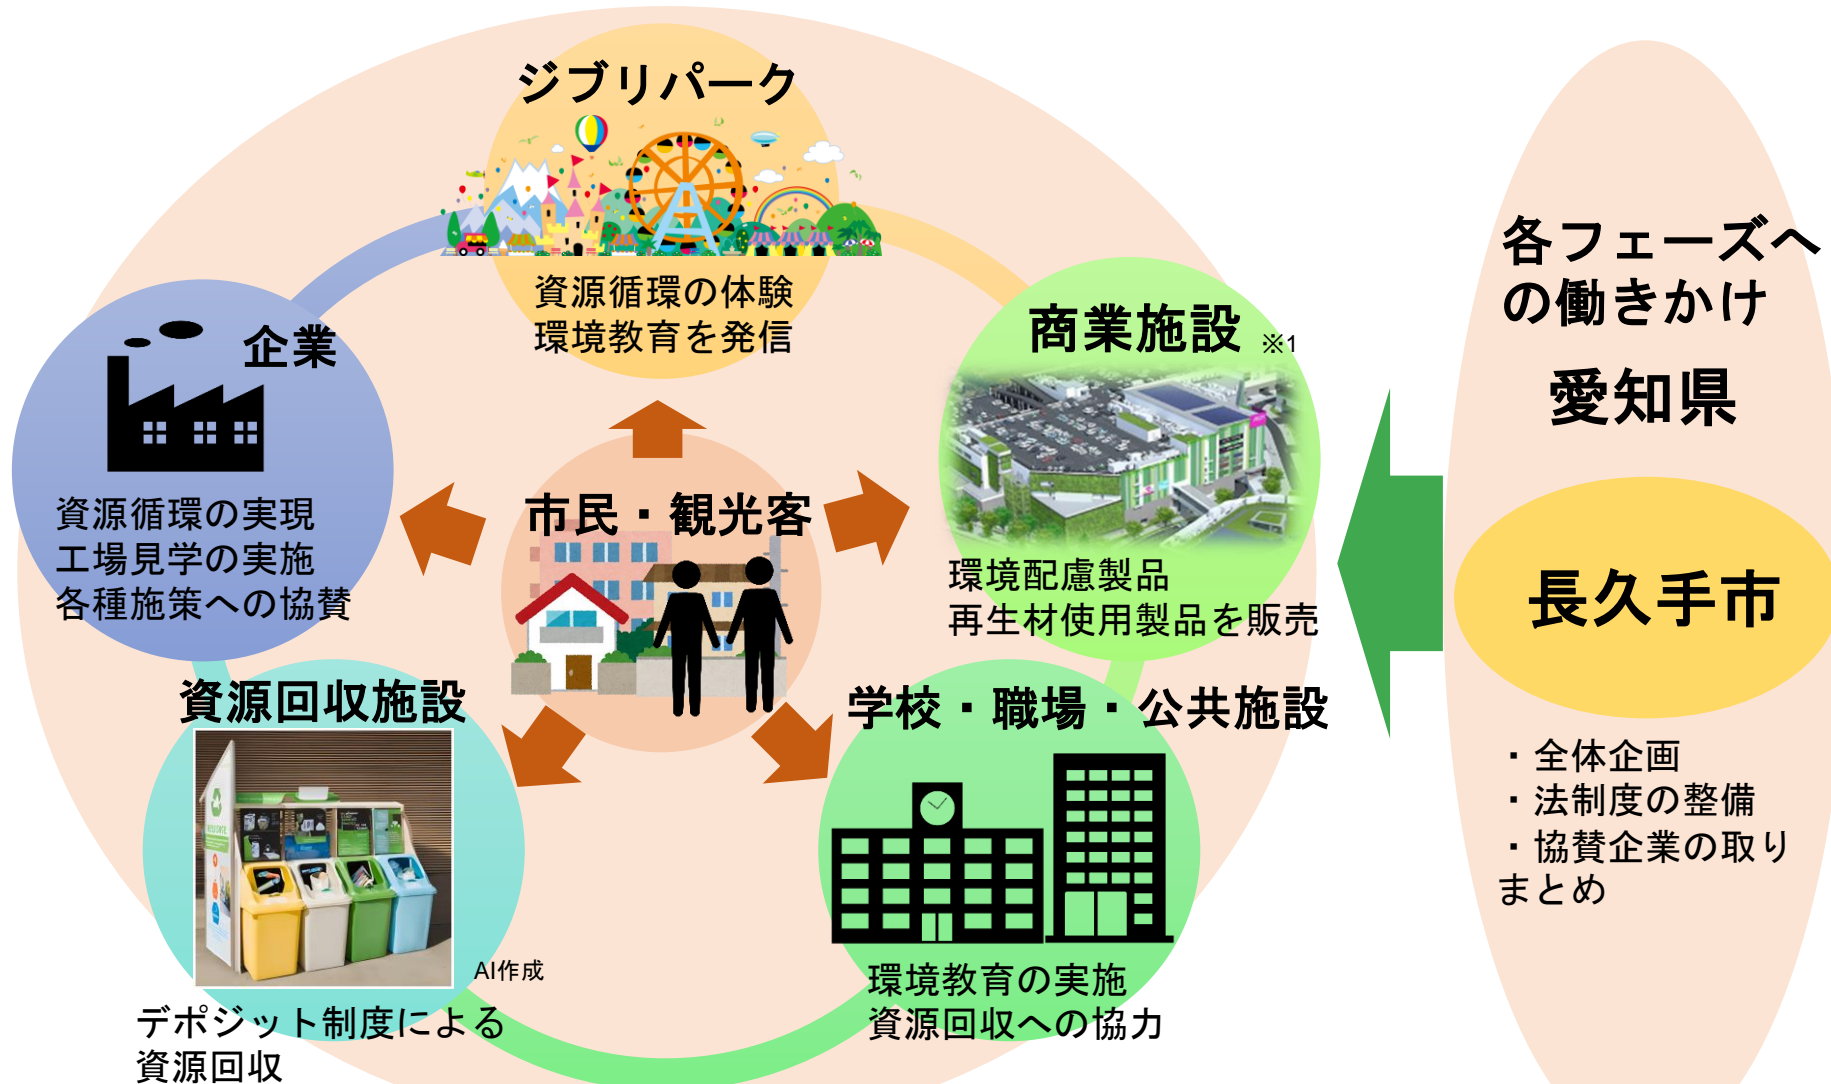 ジブリパーク
資源循環の体験
環境教育を発信
企業
資源循環の実現
工場見学の実施
各種施策への協賛
商業施設 ※1
環境配慮製品
再生材使用製品を販売
市民・観光客
資源回収施設
AI作成
デポジット制度による
資源回収
学校・職場・公共施設
環境教育の実施
資源回収への協力
各フェーズへ
の働きかけ
愛知県
長久手市
・全体企画
・法制度の整備
・協賛企業の取り
まとめ